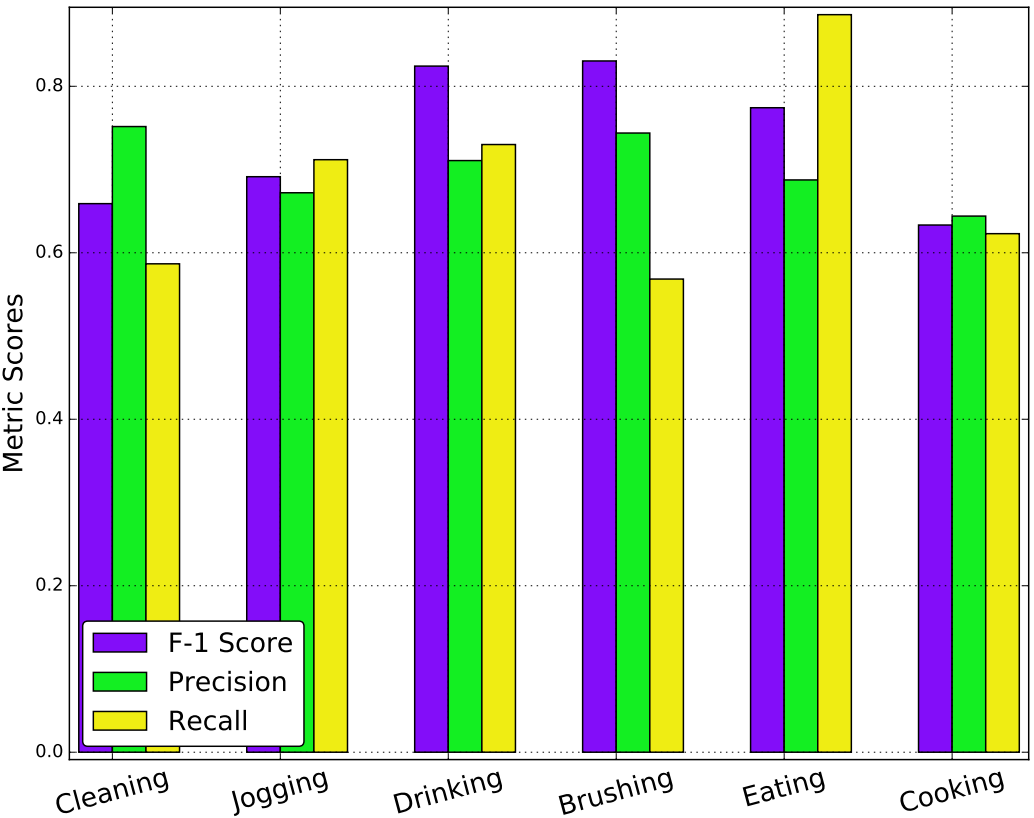 Metric Scores
0.8
0.6
0.4
0.2
0.0
F-1 Score
Precision
Recall
Cleaning
Jogging
Drinking
Brushing
Eating
Cooking